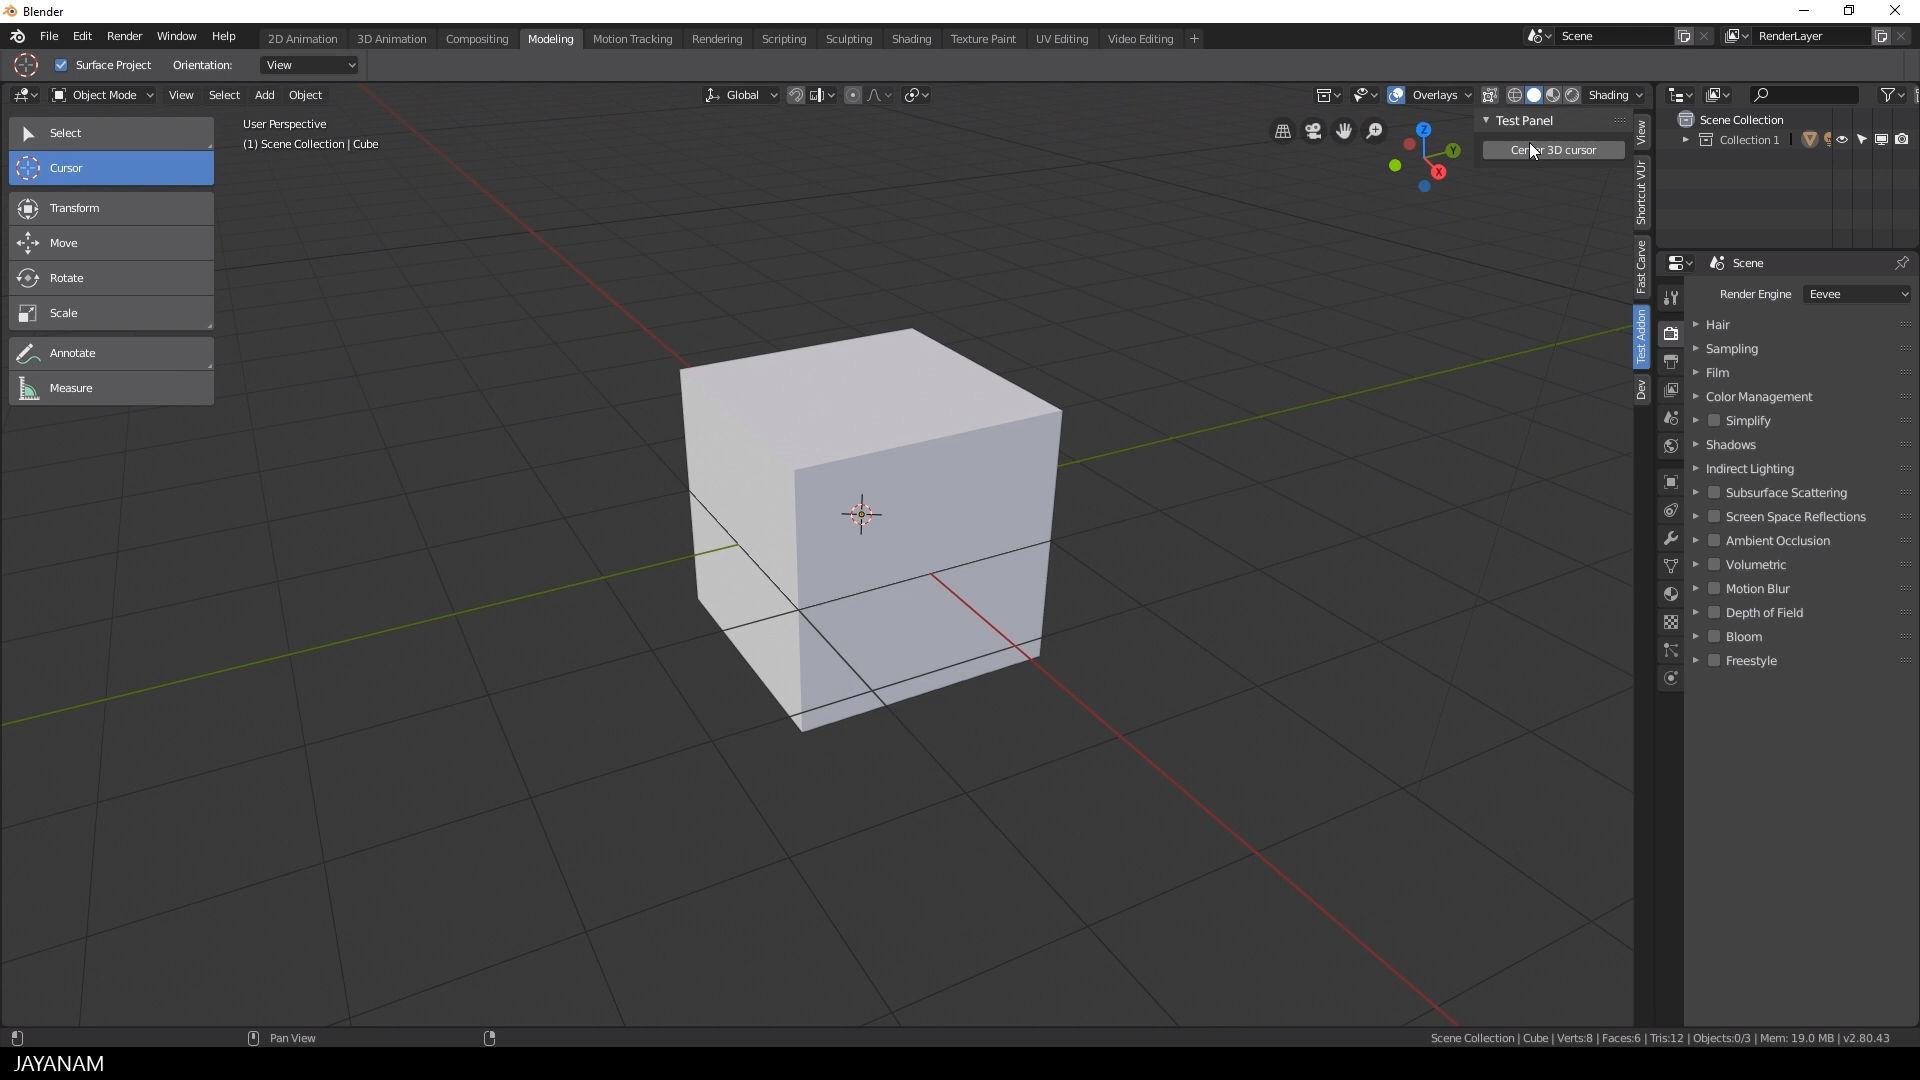 Blender
File Edit Render Window Help 2D Animation 3D Animation Compositing Modeling Motion Tracking Rendering Scripting Sculpting Shading Texture Paint UV Editing Video Editing + Scene RenderLayer
Surface Project Orientation: View
Object Mode View Select Add Object Global Overlays Shading
User Perspective
(1) Scene Collection | Cube
Select
Cursor
Transform
Move
Rotate
Scale
Annotate
Measure
Z
Y
X
Test Panel
3D cursor
View
Shortcut VUr
Fast Carve
Test Addon
Dev
Scene Collection
Collection 1
Scene
Render Engine Eevee
Hair
Sampling
Film
Color Management
Simplify
Shadows
Indirect Lighting
Subsurface Scattering
Screen Space Reflections
Ambient Occlusion
Volumetric
Motion Blur
Depth of Field
Bloom
Freestyle
Pan View
Scene Collection | Cube | Verts:8 | Faces:6 | Tris:12 | Objects:0/3 | Mem: 19.0 MB | v2.80.43
JAYANAM